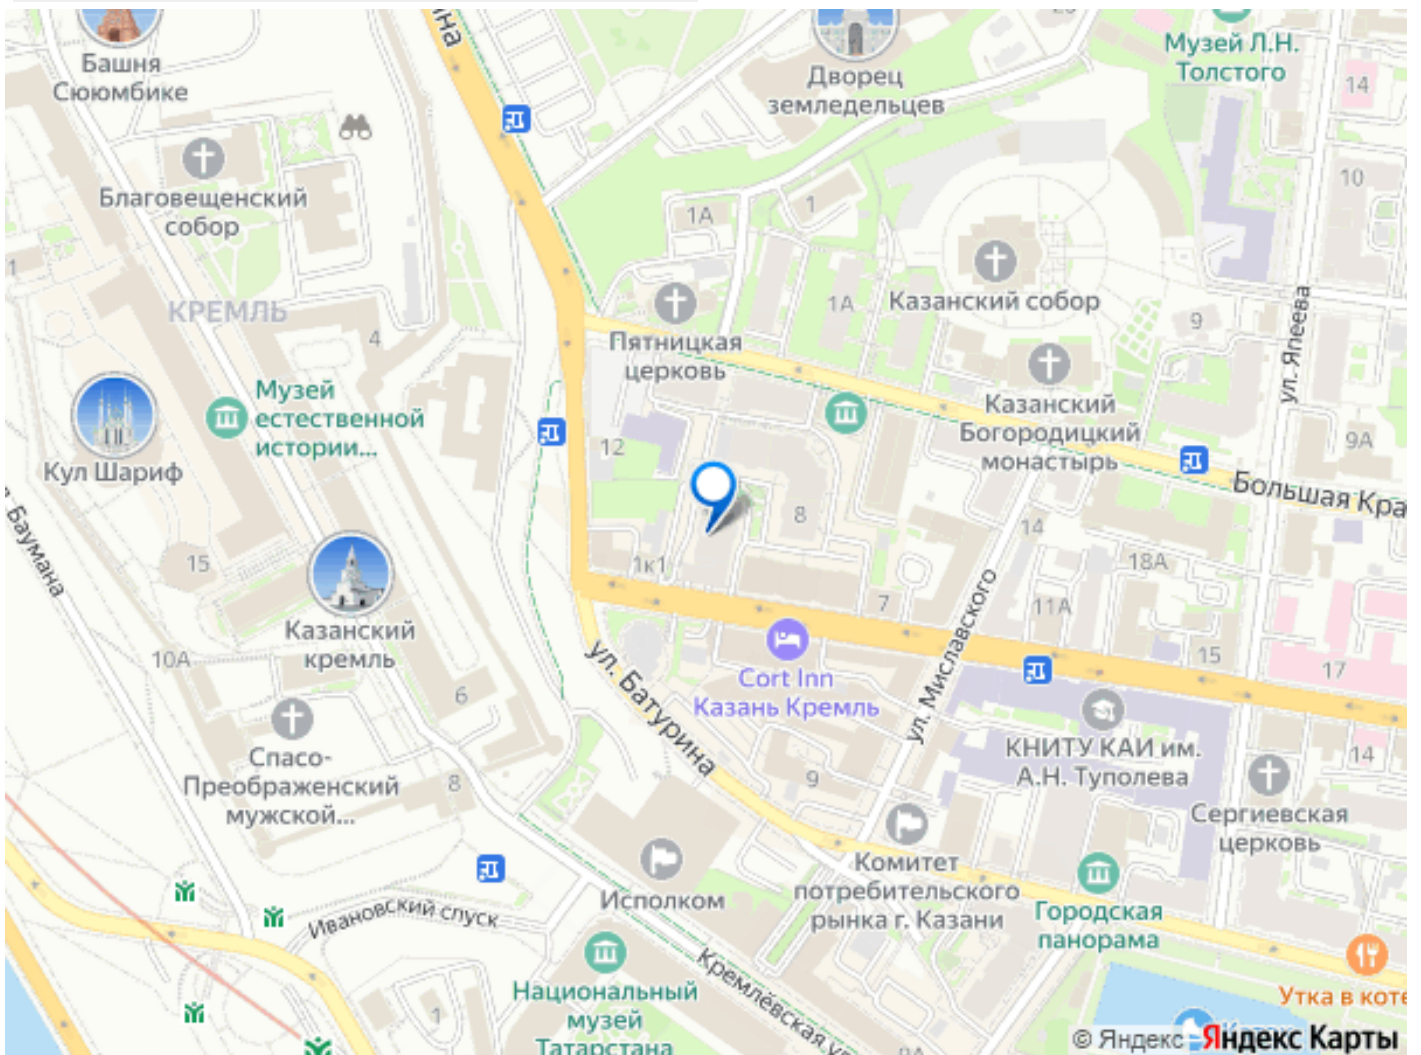 Башня
Сююмбике
Дворец
земледельцев
Музей Л.Н.
Толстого
14
10
Благовещенский
собор
1А
1
1
КРЕМЛЬ
4
Казанский собор
1А
9
ул. Япеева
Пятницкая
церковь
Музей
естественной
истории...
Кул Шариф
12
Казанский
Богородицкий
монастырь
9А
Большая Кра
8
14
Баумана
15
1к1
18А
7
11А
ул. Миславского
Казанский
кремль
10А
6
ул. Батурина
Cort Inn
Казань Кремль
15
17
Спасо-
Преображенский
мужской...
8
КНИТУ КАИ им.
А.Н. Туполева
14
9
Сергиевская
церковь
Исполком
Комитет
потребительского
рынка г. Казани
Городская
панорама
Ивановский спуск
Кремлёвская
Национальный
музей
Татарстана
1
Утка в коте
© Яндекс Яндекс Карты